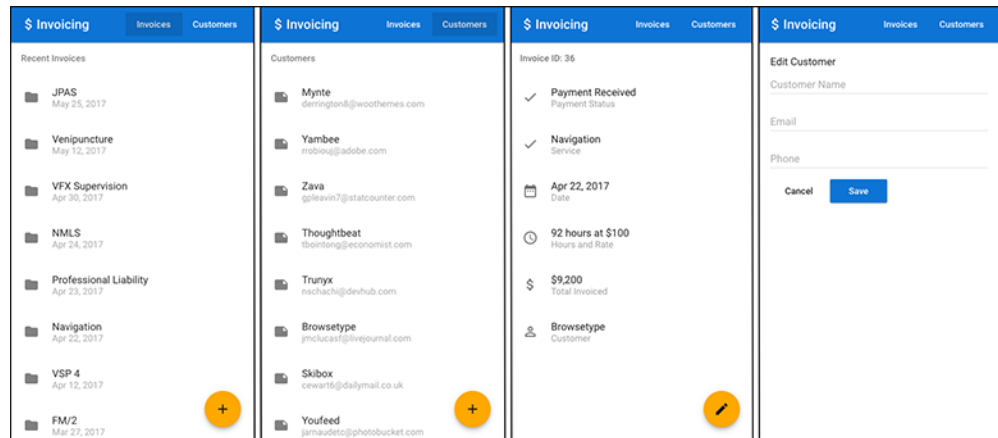 $ Invoicing Invoices Customers
Recent Invoices
JPAS
May 25, 2017
Venipuncture
May 12, 2017
VFX Supervision
Apr 30, 2017
NMLS
Apr 24, 2017
Professional Liability
Apr 23, 2017
Navigation
Apr 22, 2017
VSP 4
Apr 12, 2017
FM/2
Mar 27, 2017
+
$ Invoicing Invoices Customers
Customers
Mynte
derrington8@woothemes.com
Yambee
rrobiouj@adobe.com
Zava
gpleavin7@statcounter.com
Thoughtbeat
tbointong@economist.com
Trunyx
nschachi@devhub.com
Browsetype
jmclucasf@livejournal.com
Skibox
cewart6@dailymail.co.uk
Youfeed
jarnaudetc@photobucket.com
+
$ Invoicing Invoices Customers
Invoice ID: 36
Payment Received
Payment Status
Navigation
Service
Apr 22, 2017
Date
92 hours at $100
Hours and Rate
$ $9,200
Total Invoiced
Browsetype
Customer
$ Invoicing Invoices Customers
Edit Customer
Customer Name
Email
Phone
Cancel Save